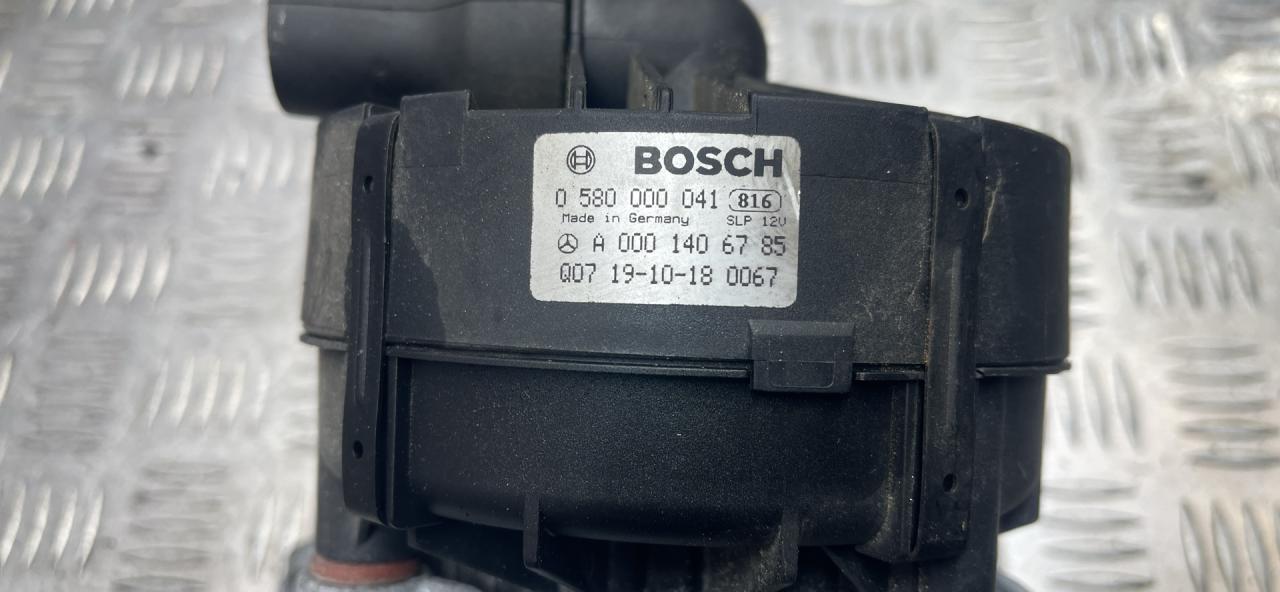 BOSCH
0 580 000 041 816
Made in Germany SLP 12V
A 000 140 67 85
Q07 19-10-18 0067